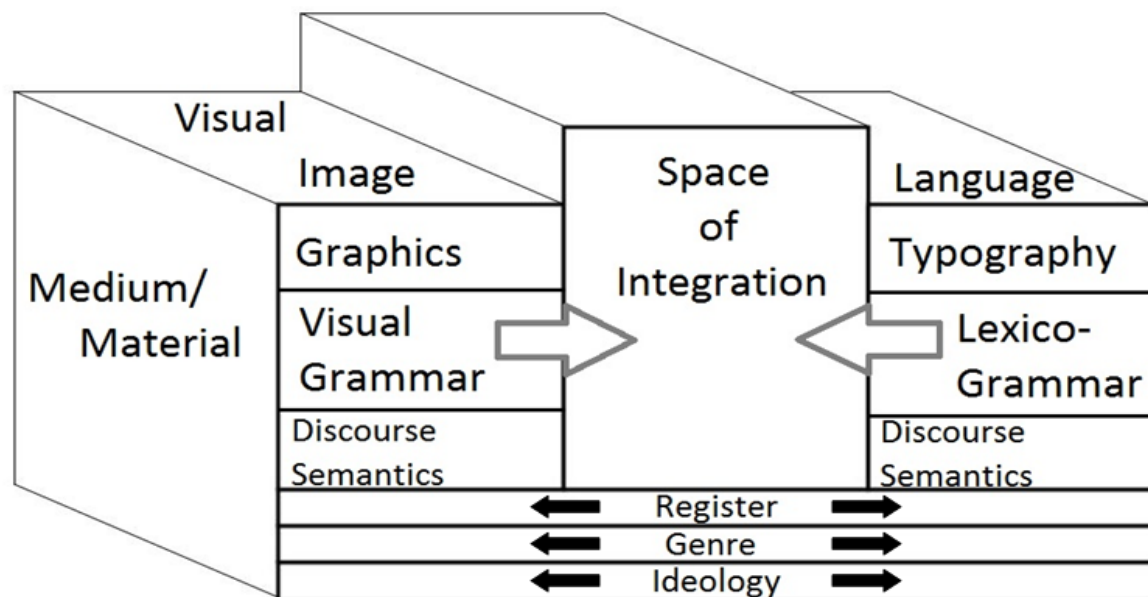 Visual
Image
Medium/
Material
Graphics
Visual
Grammar
Discourse
Semantics
Space
of
Integration
Language
Typography
Lexico-
Grammar
Discourse
Semantics
Register
Genre
Ideology